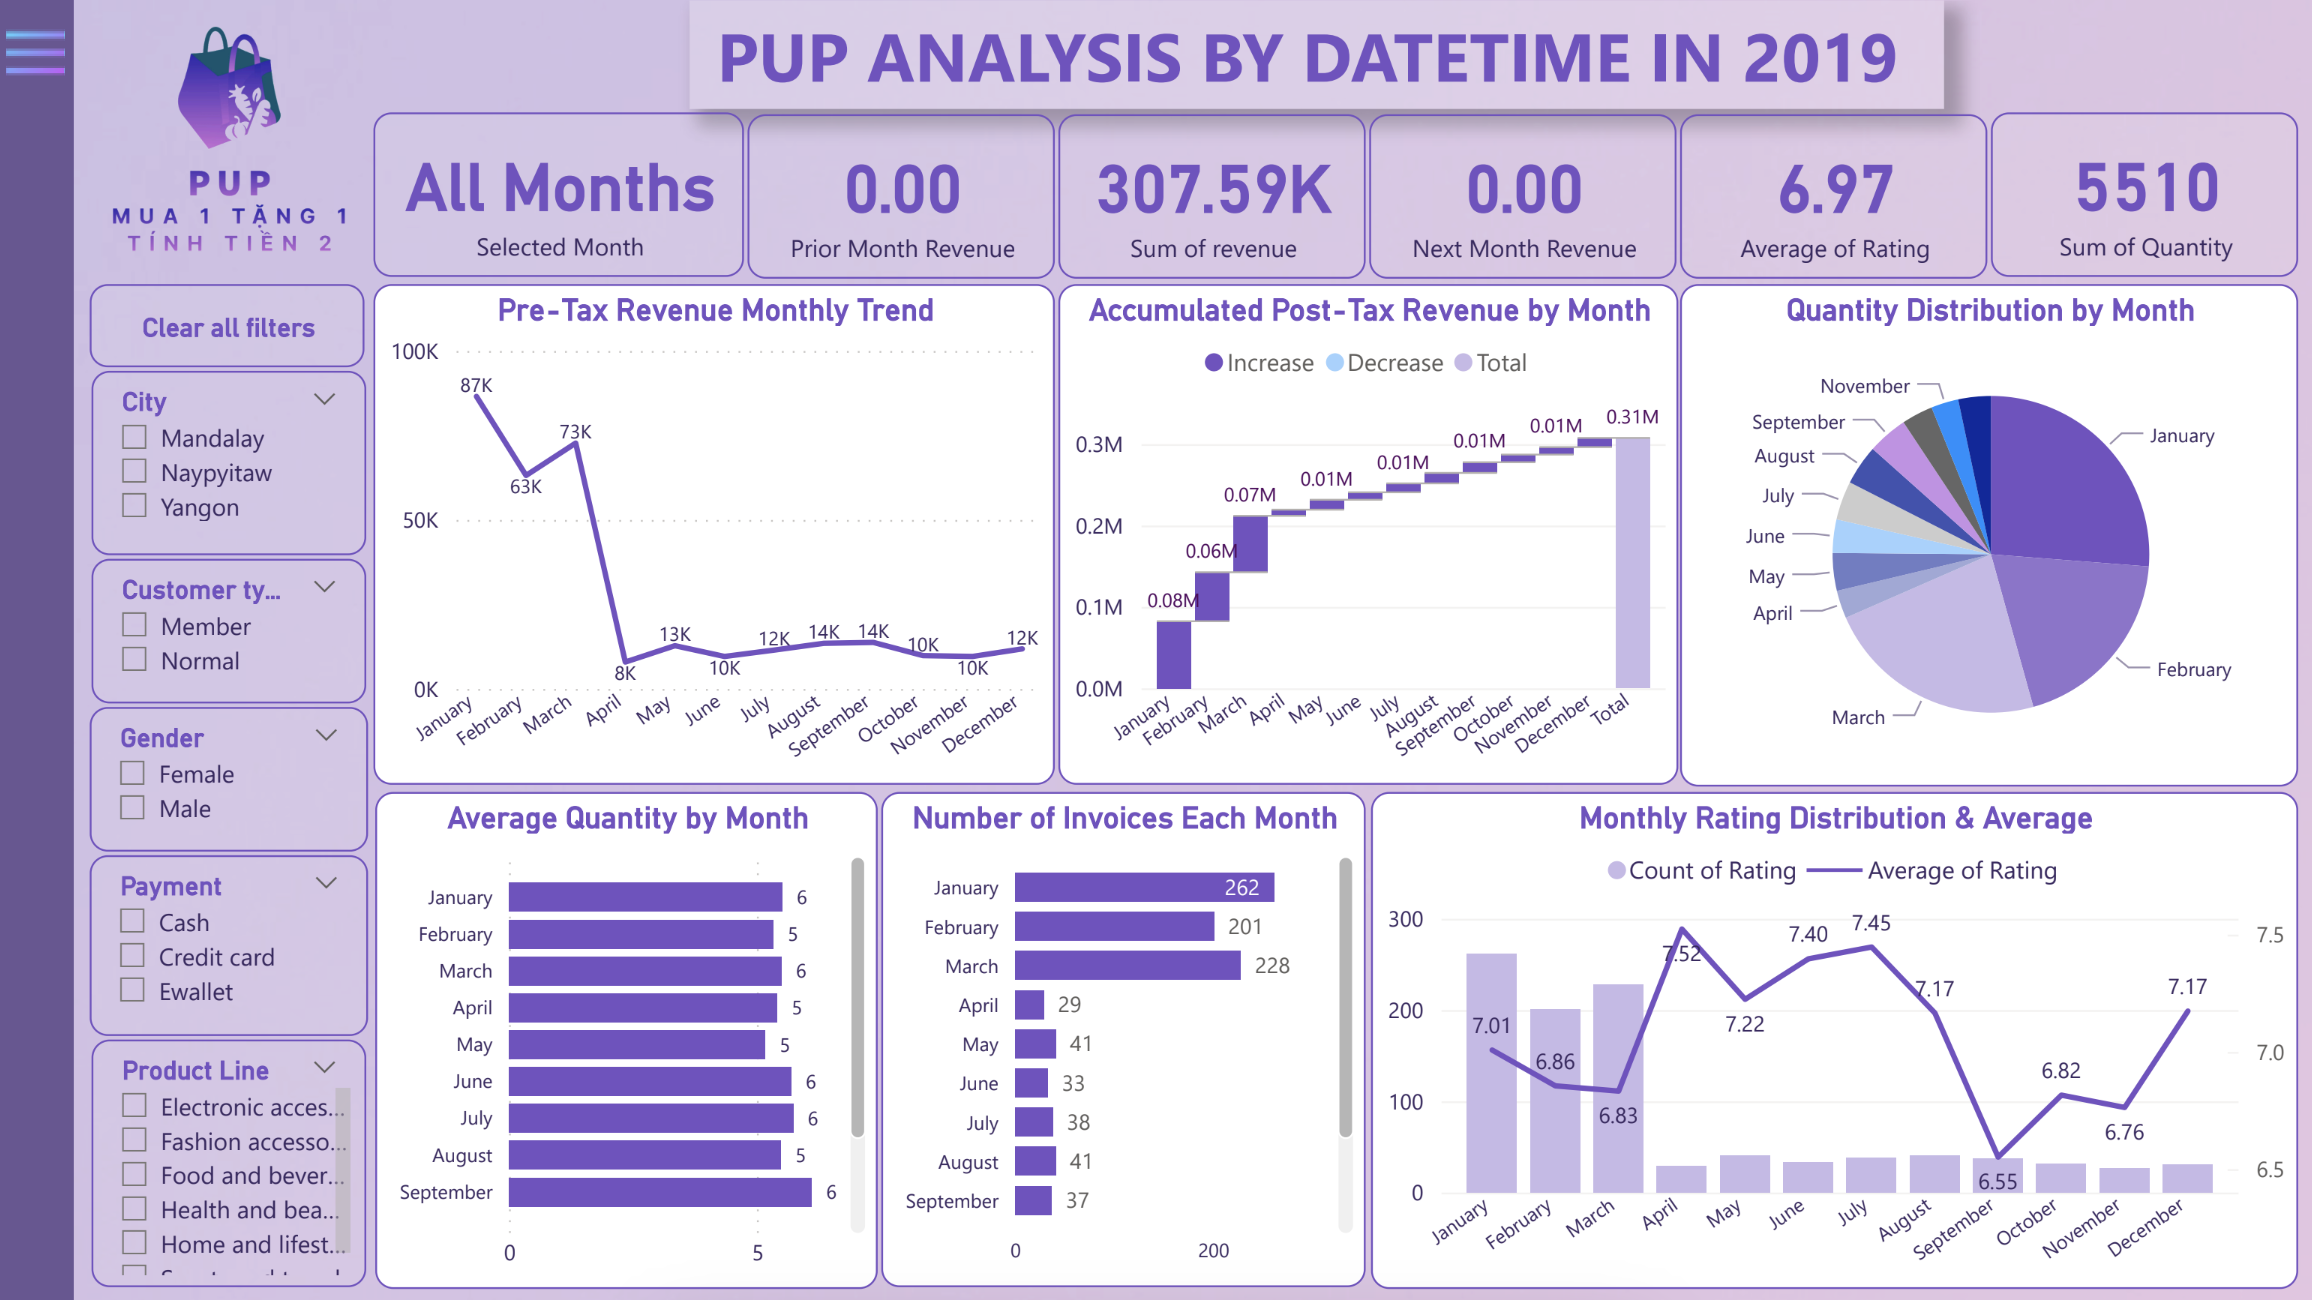 PUP ANALYSIS BY DATETIME IN 2019
PUP
MUA 1 TẶNG 1
TÍNH TIỀN 2
All Months
Selected Month
0.00
Prior Month Revenue
307.59K
Sum of revenue
0.00
Next Month Revenue
6.97
Average of Rating
5510
Sum of Quantity
Clear all filters
City
Mandalay
Naypyitaw
Yangon
Customer ty...
Member
Normal
Gender
Female
Male
Payment
Cash
Credit card
Ewallet
Product Line
Electronic acces...
Fashion accesso...
Food and bever...
Health and bea...
Home and lifest...
Pre-Tax Revenue Monthly Trend
100K
50K
0K
87K
63K
73K
8K
13K
10K
12K
14K
14K
10K
10K
12K
January
February
March
April
May
June
July
August
September
October
November
December
Accumulated Post-Tax Revenue by Month
Increase
Decrease
Total
0.3M
0.2M
0.1M
0.0M
0.08M
0.06M
0.07M
0.01M
0.01M
0.01M
0.01M
0.31M
January
February
March
April
May
June
July
August
September
October
November
December
Total
Quantity Distribution by Month
November
September
August
July
June
May
April
March
January
February
Average Quantity by Month
January 6
February 5
March 6
April 5
May 5
June 6
July 6
August 5
September 6
0 5
Number of Invoices Each Month
January 262
February 201
March 228
April 29
May 41
June 33
July 38
August 41
September 37
0 200
Monthly Rating Distribution & Average
Count of Rating
Average of Rating
300
200
100
0
7.5
7.0
6.5
7.01
6.86
6.83
7.52
7.22
7.40
7.45
7.17
6.55
6.82
6.76
7.17
January
February
March
April
May
June
July
August
September
October
November
December